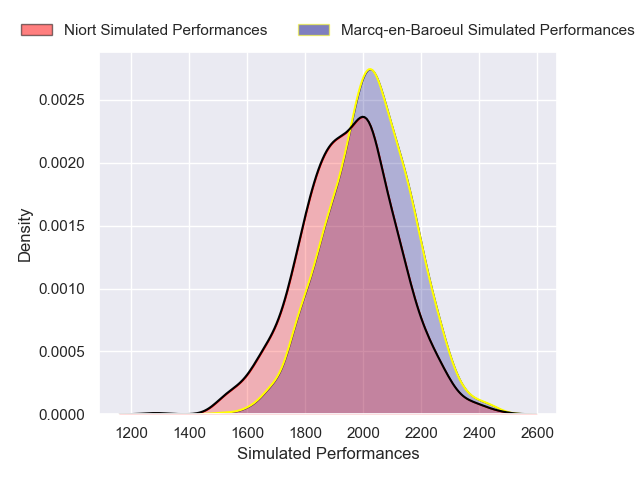 Niort Simulated Performances
Marcq-en-Baroeul Simulated Performances
Density
0.0025
0.0020
0.0015
0.0010
0.0005
0.0000
1200 1400 1600 1800 2000 2200 2400 2600
Simulated Performances